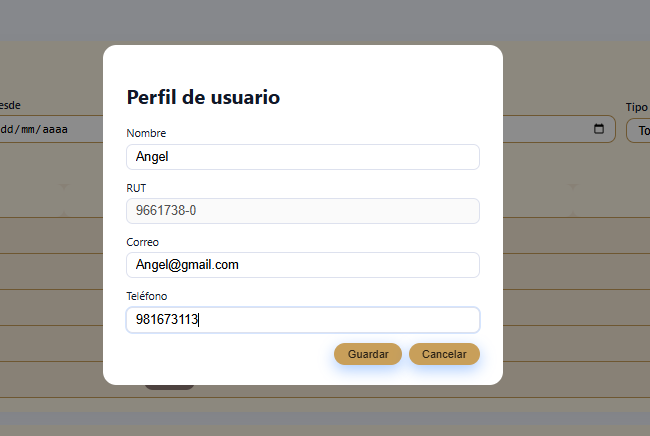 esde
Tipo
dd/mm/aaaa
To
Perfil de usuario
Nombre
Angel
RUT
9661738-0
Correo
Angel@gmail.com
Teléfono
981673113
Guardar Cancelar